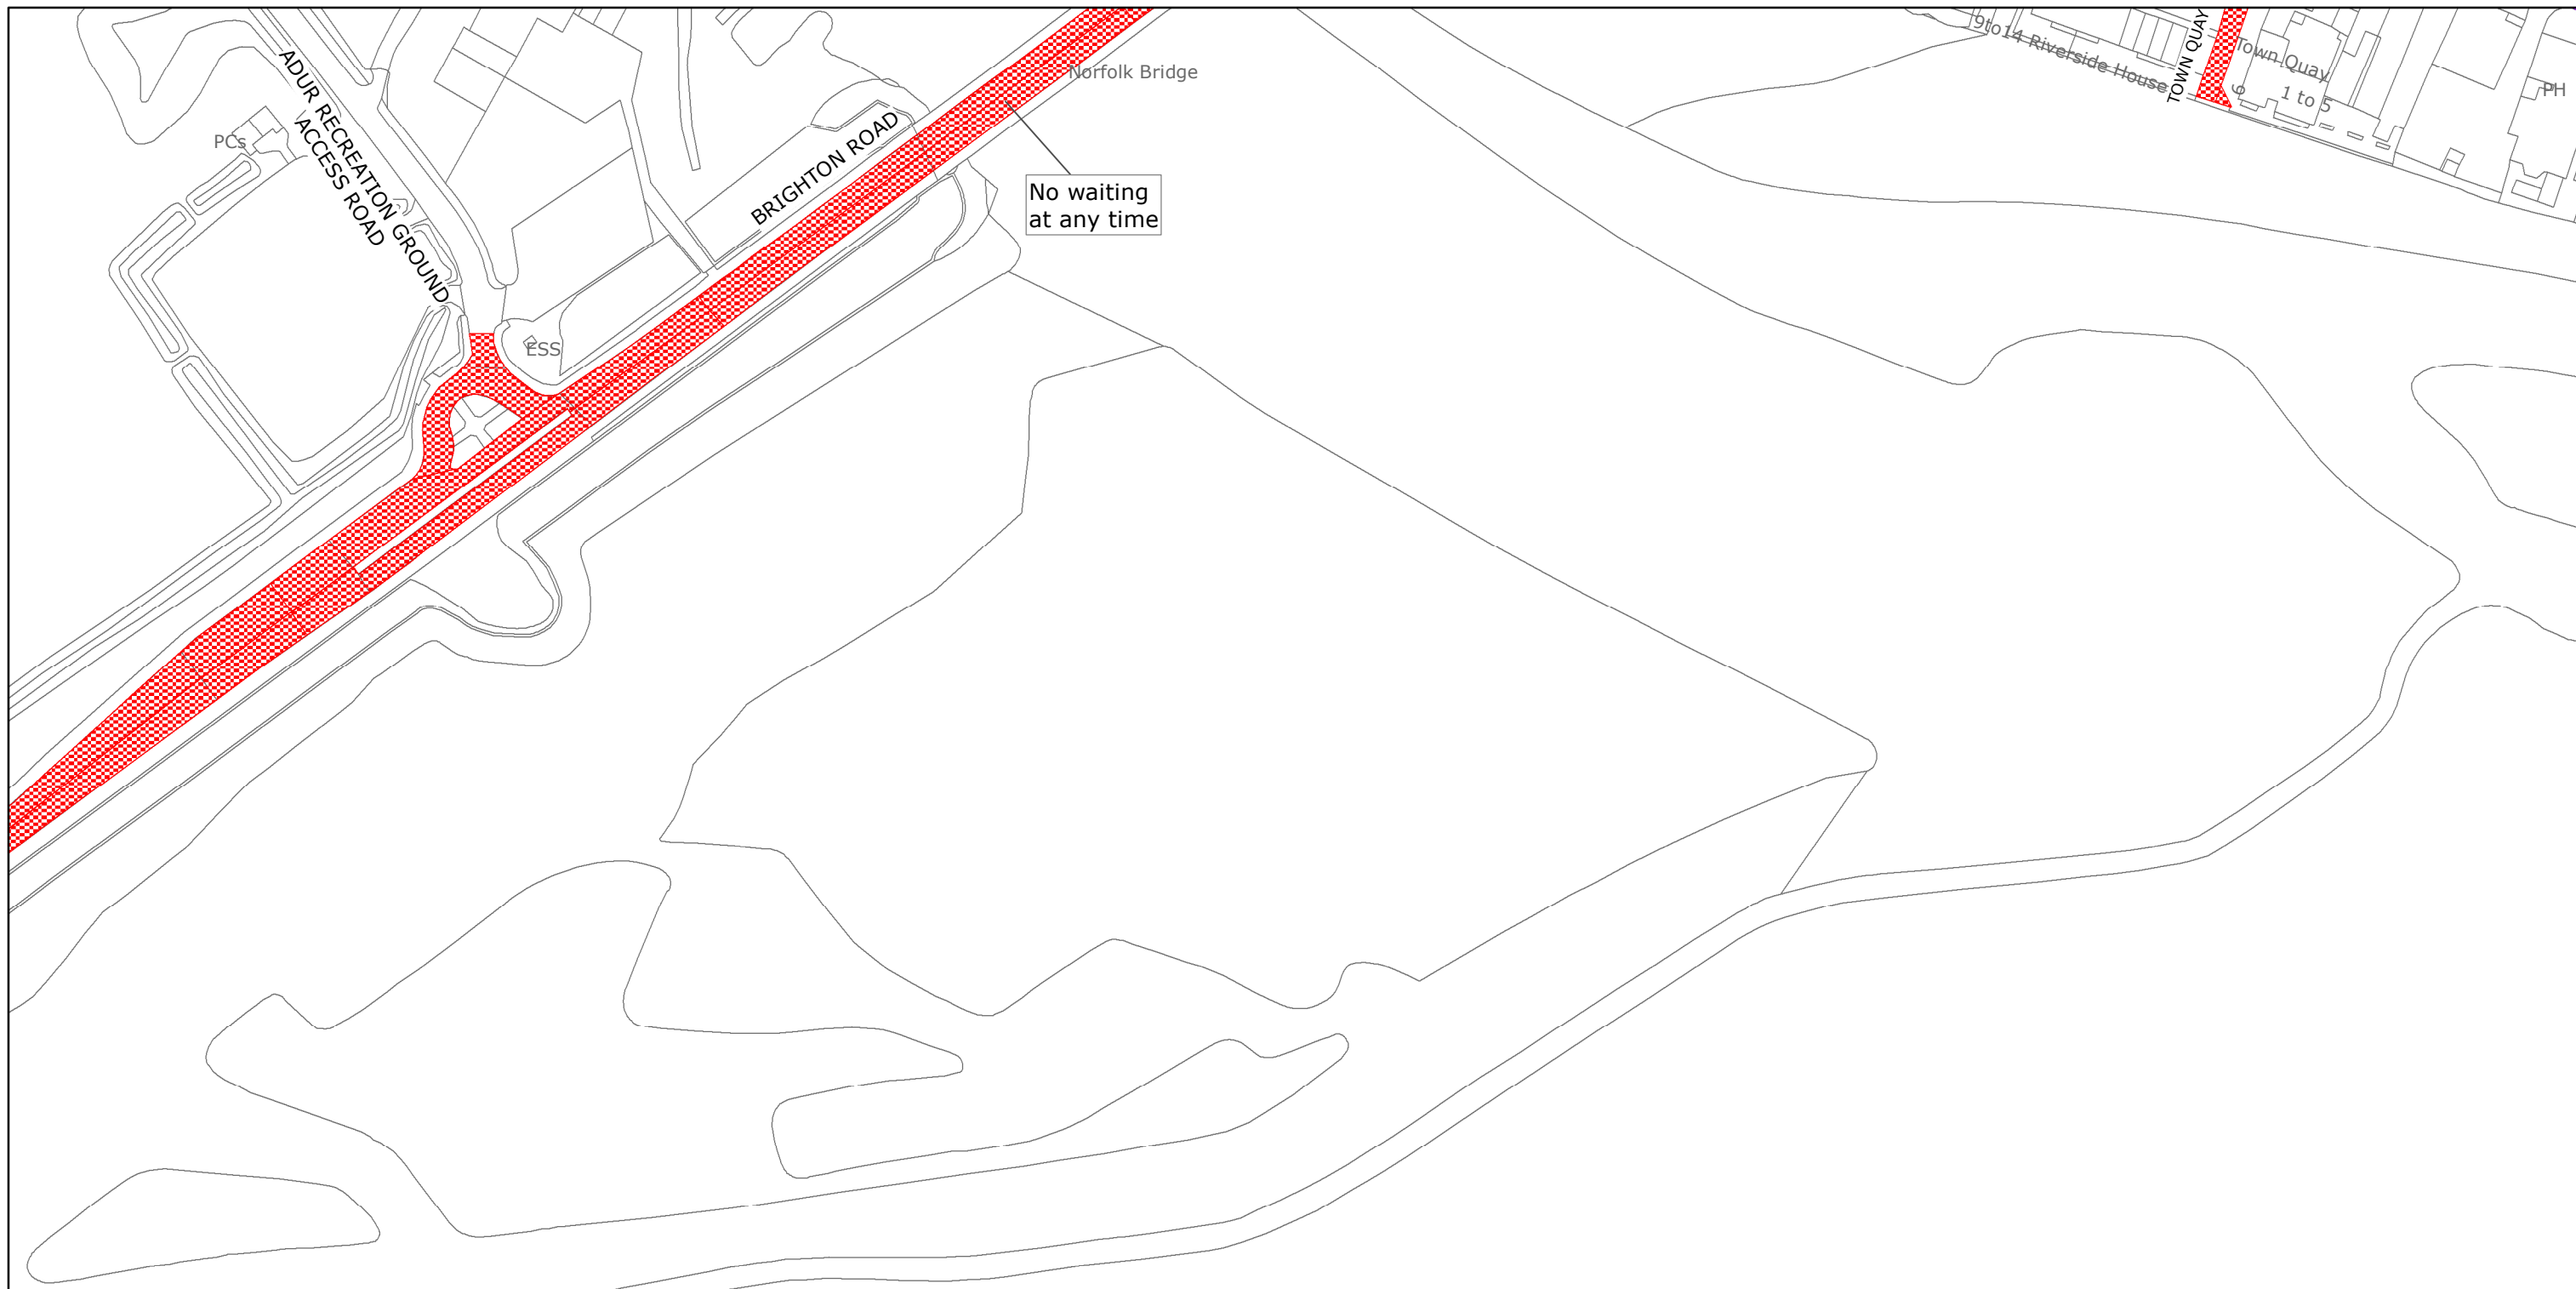 ADUR RECREATION GROUND
ACCESS ROAD
PCs
ESS
BRIGHTON ROAD
Norfolk Bridge
No waiting
at any time
9to14 Riverside House
TOWN QUAY
Town Quay
6
1 to 5
PH